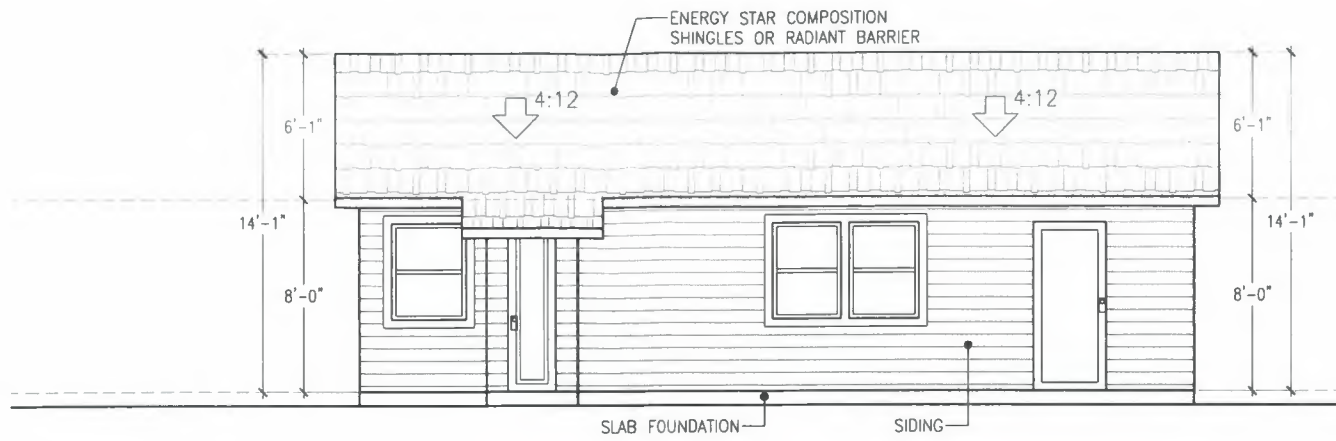 ENERGY STAR COMPOSITION
SHINGLES OR RADIANT BARRIER
4:12
4:12
6'-1"
6'-1"
14'-1"
14'-1"
8'-0"
8'-0"
SLAB FOUNDATION
SIDING